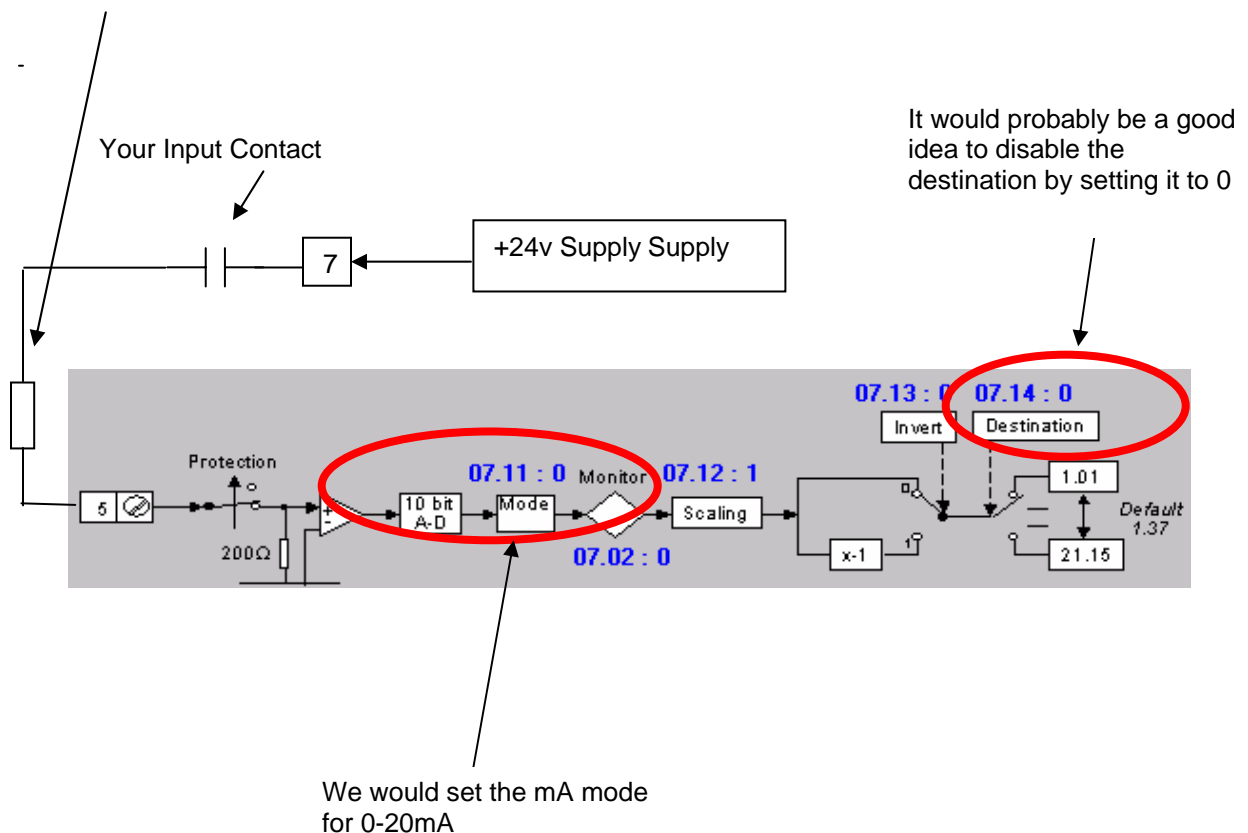 -
Your Input Contact
It would probably be a good
idea to disable the
destination by setting it to 0
7
+24v Supply Supply
07.13 : 0 07.14 : 0
Invert
Destination
Protection
07.11 : 0 Monitor 07.12 : 1
5
+
-
10 bit
A-D
Mode
Scaling
0
1.01
Default
1.37
200Ω
07.02 : 0
x-1
1
21.15
We would set the mA mode
for 0-20mA